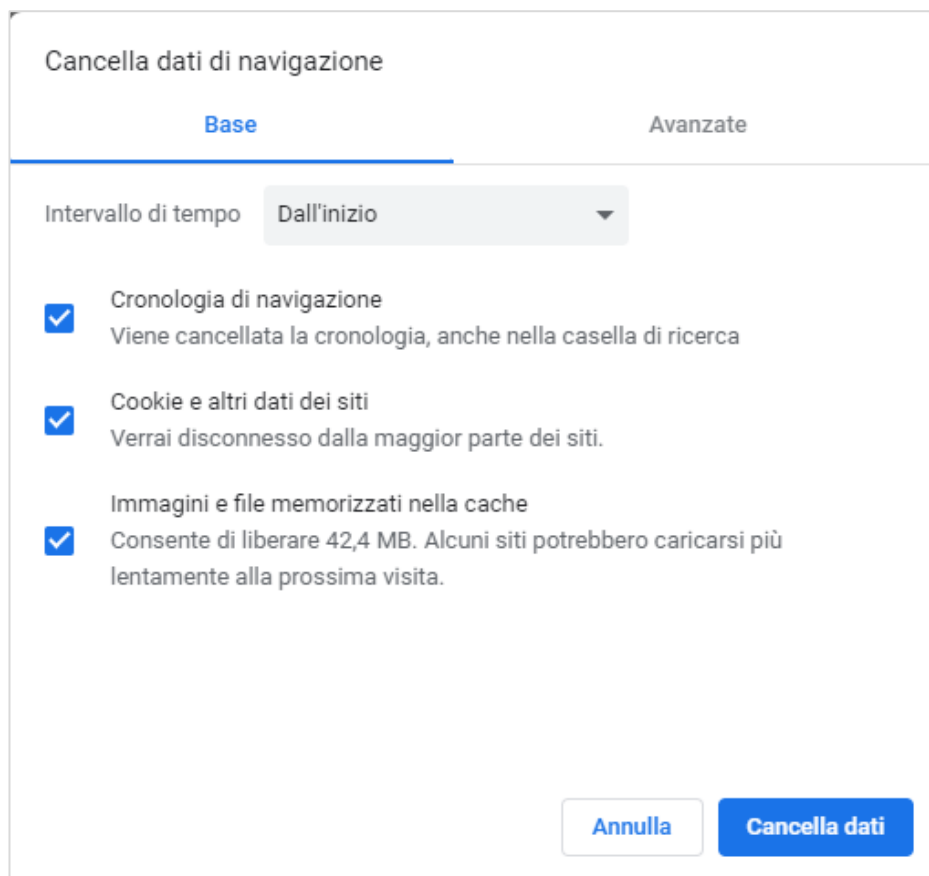 Cancella dati di navigazione
Base
Avanzate
Intervallo di tempo
Dall'inizio
Cronologia di navigazione
Viene cancellata la cronologia, anche nella casella di ricerca
Cookie e altri dati dei siti
Verrai disconnesso dalla maggior parte dei siti.
Immagini e file memorizzati nella cache
Consente di liberare 42,4 MB. Alcuni siti potrebbero caricarsi più
lentamente alla prossima visita.
Annulla
Cancella dati